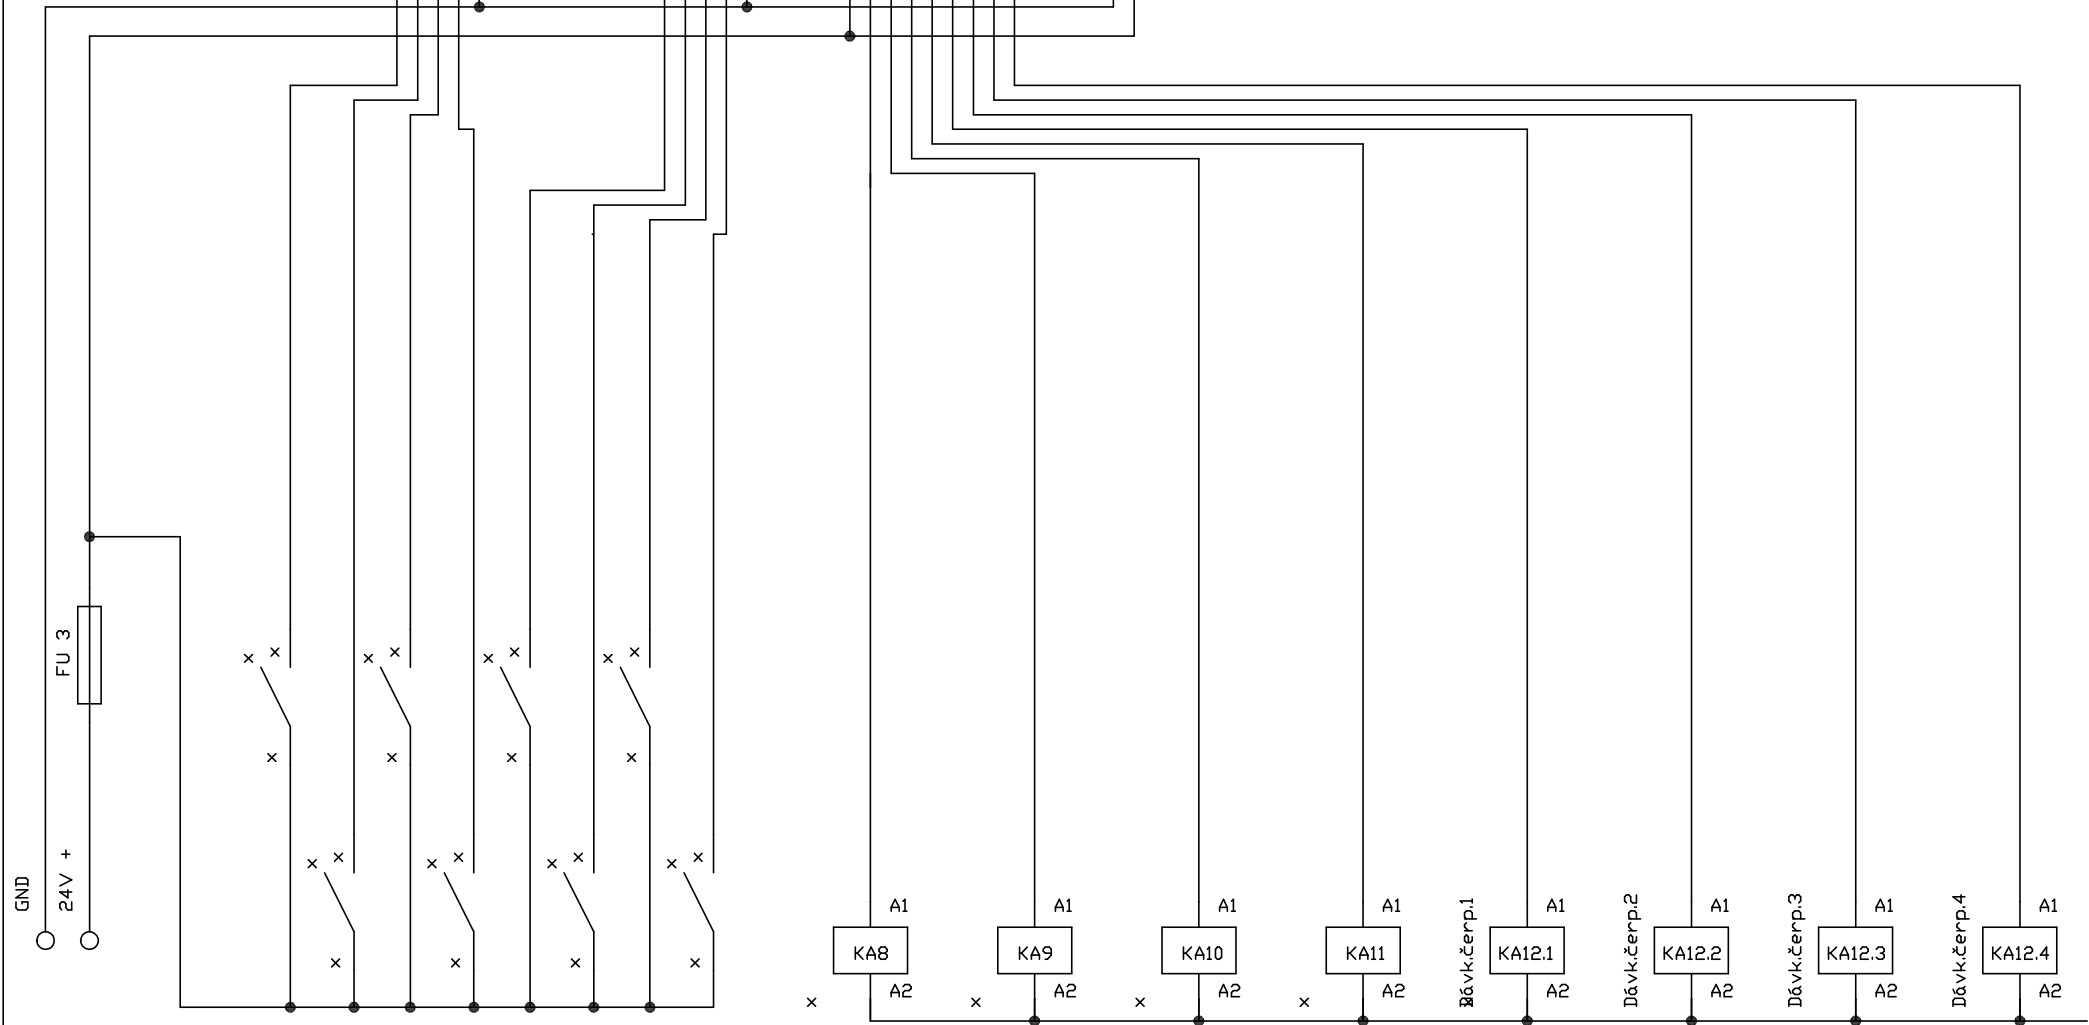 FU 3
GND
24V +
A1
A1
A1
A1
A1
A1
A1
A1
KA8
KA9
KA10
KA11
Dávk.čerp.1
KA12.1
Dávk.čerp.2
KA12.2
Dávk.čerp.3
KA12.3
Dávk.čerp.4
KA12.4
A2
A2
A2
A2
A2
A2
A2
A2